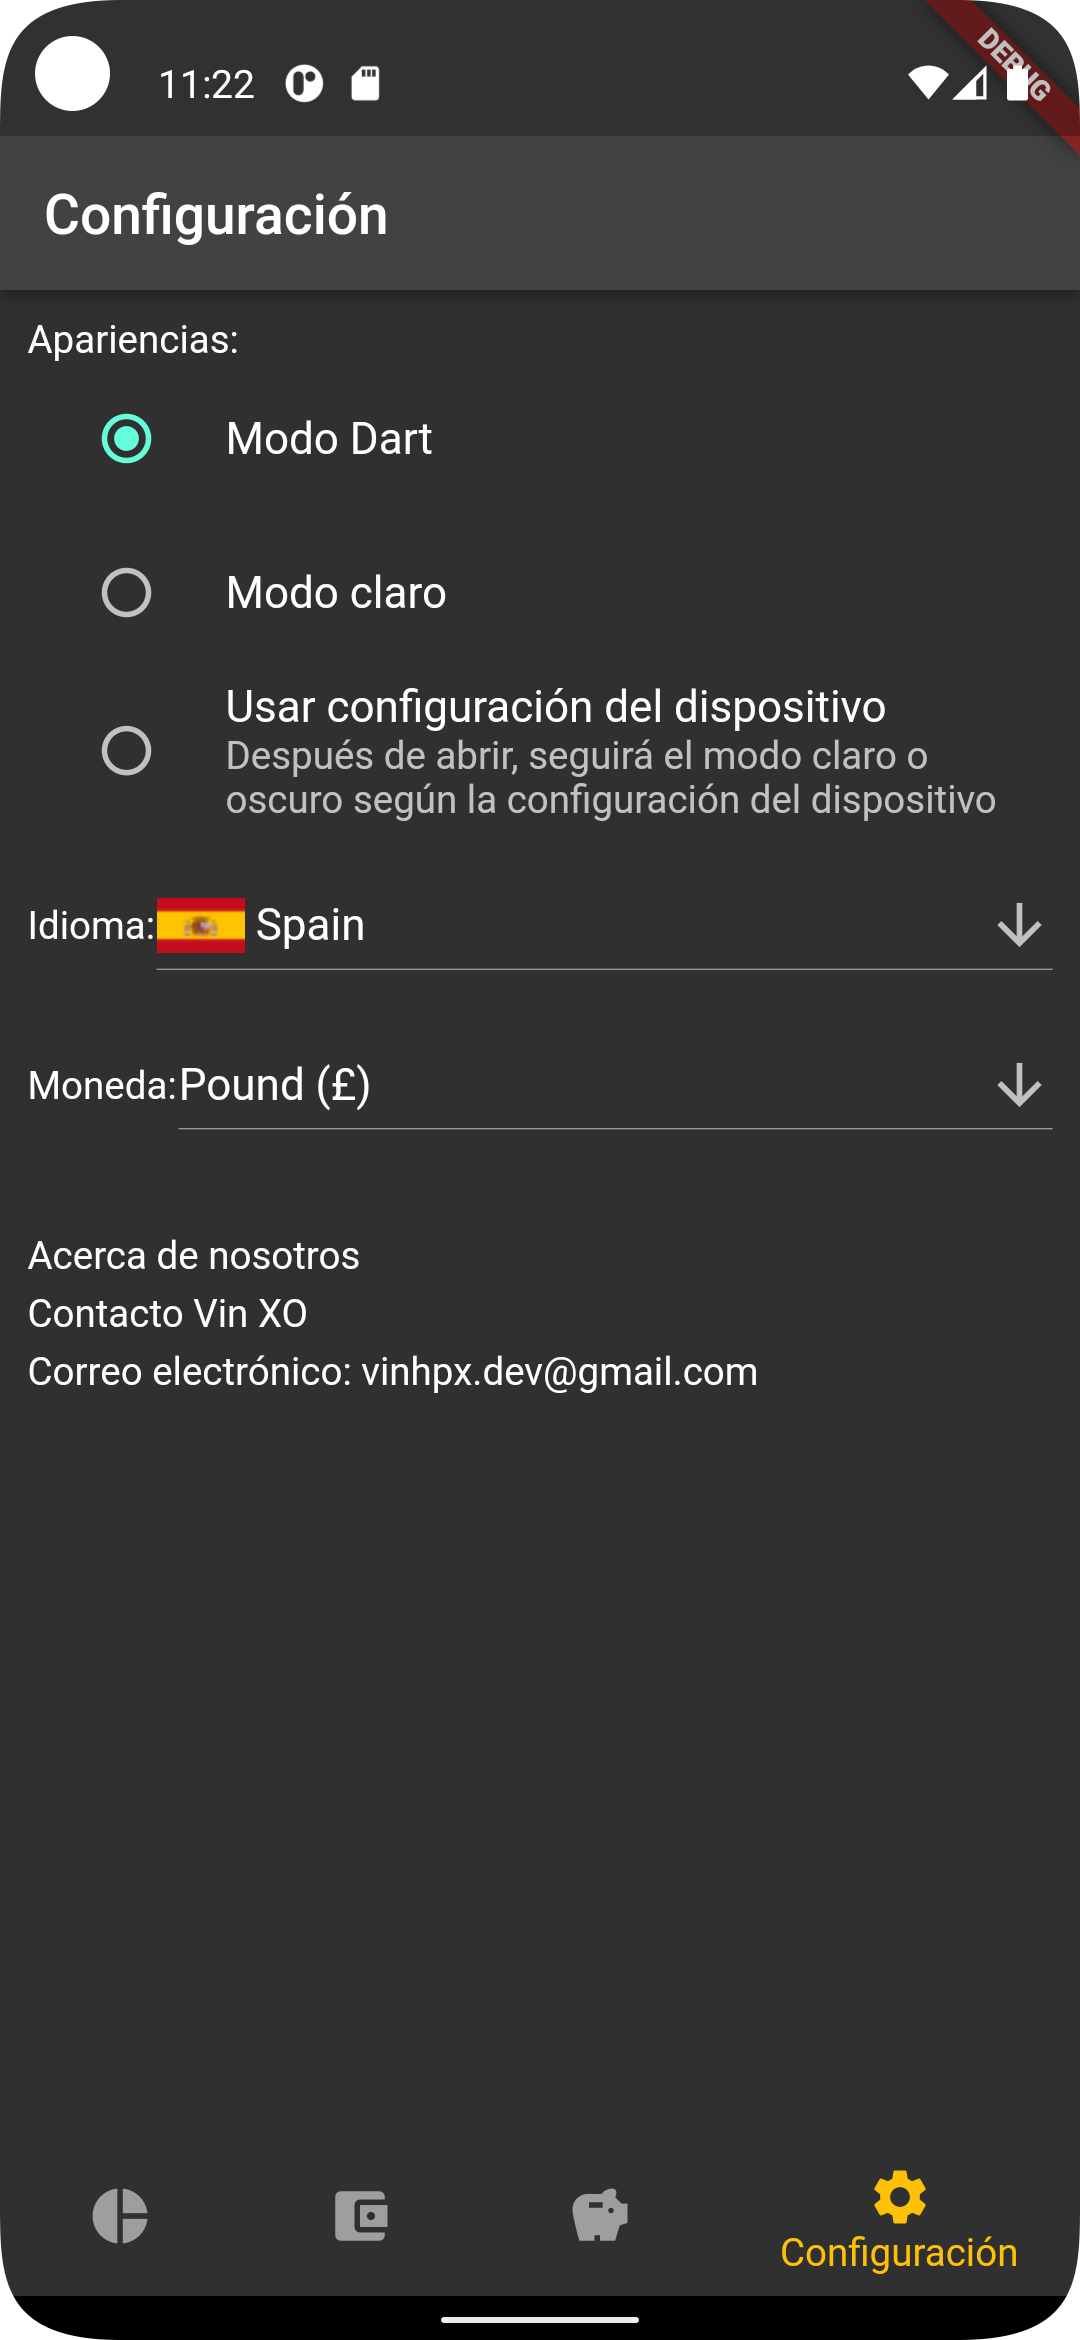 11:22
DEBUG
Configuración
Apariencias:
Modo Dart
Modo claro
Usar configuración del dispositivo
Después de abrir, seguirá el modo claro o
oscuro según la configuración del dispositivo
Idioma: Spain
Moneda: Pound (£)
Acerca de nosotros
Contacto Vin XO
Correo electrónico: vinhpx.dev@gmail.com
Configuración